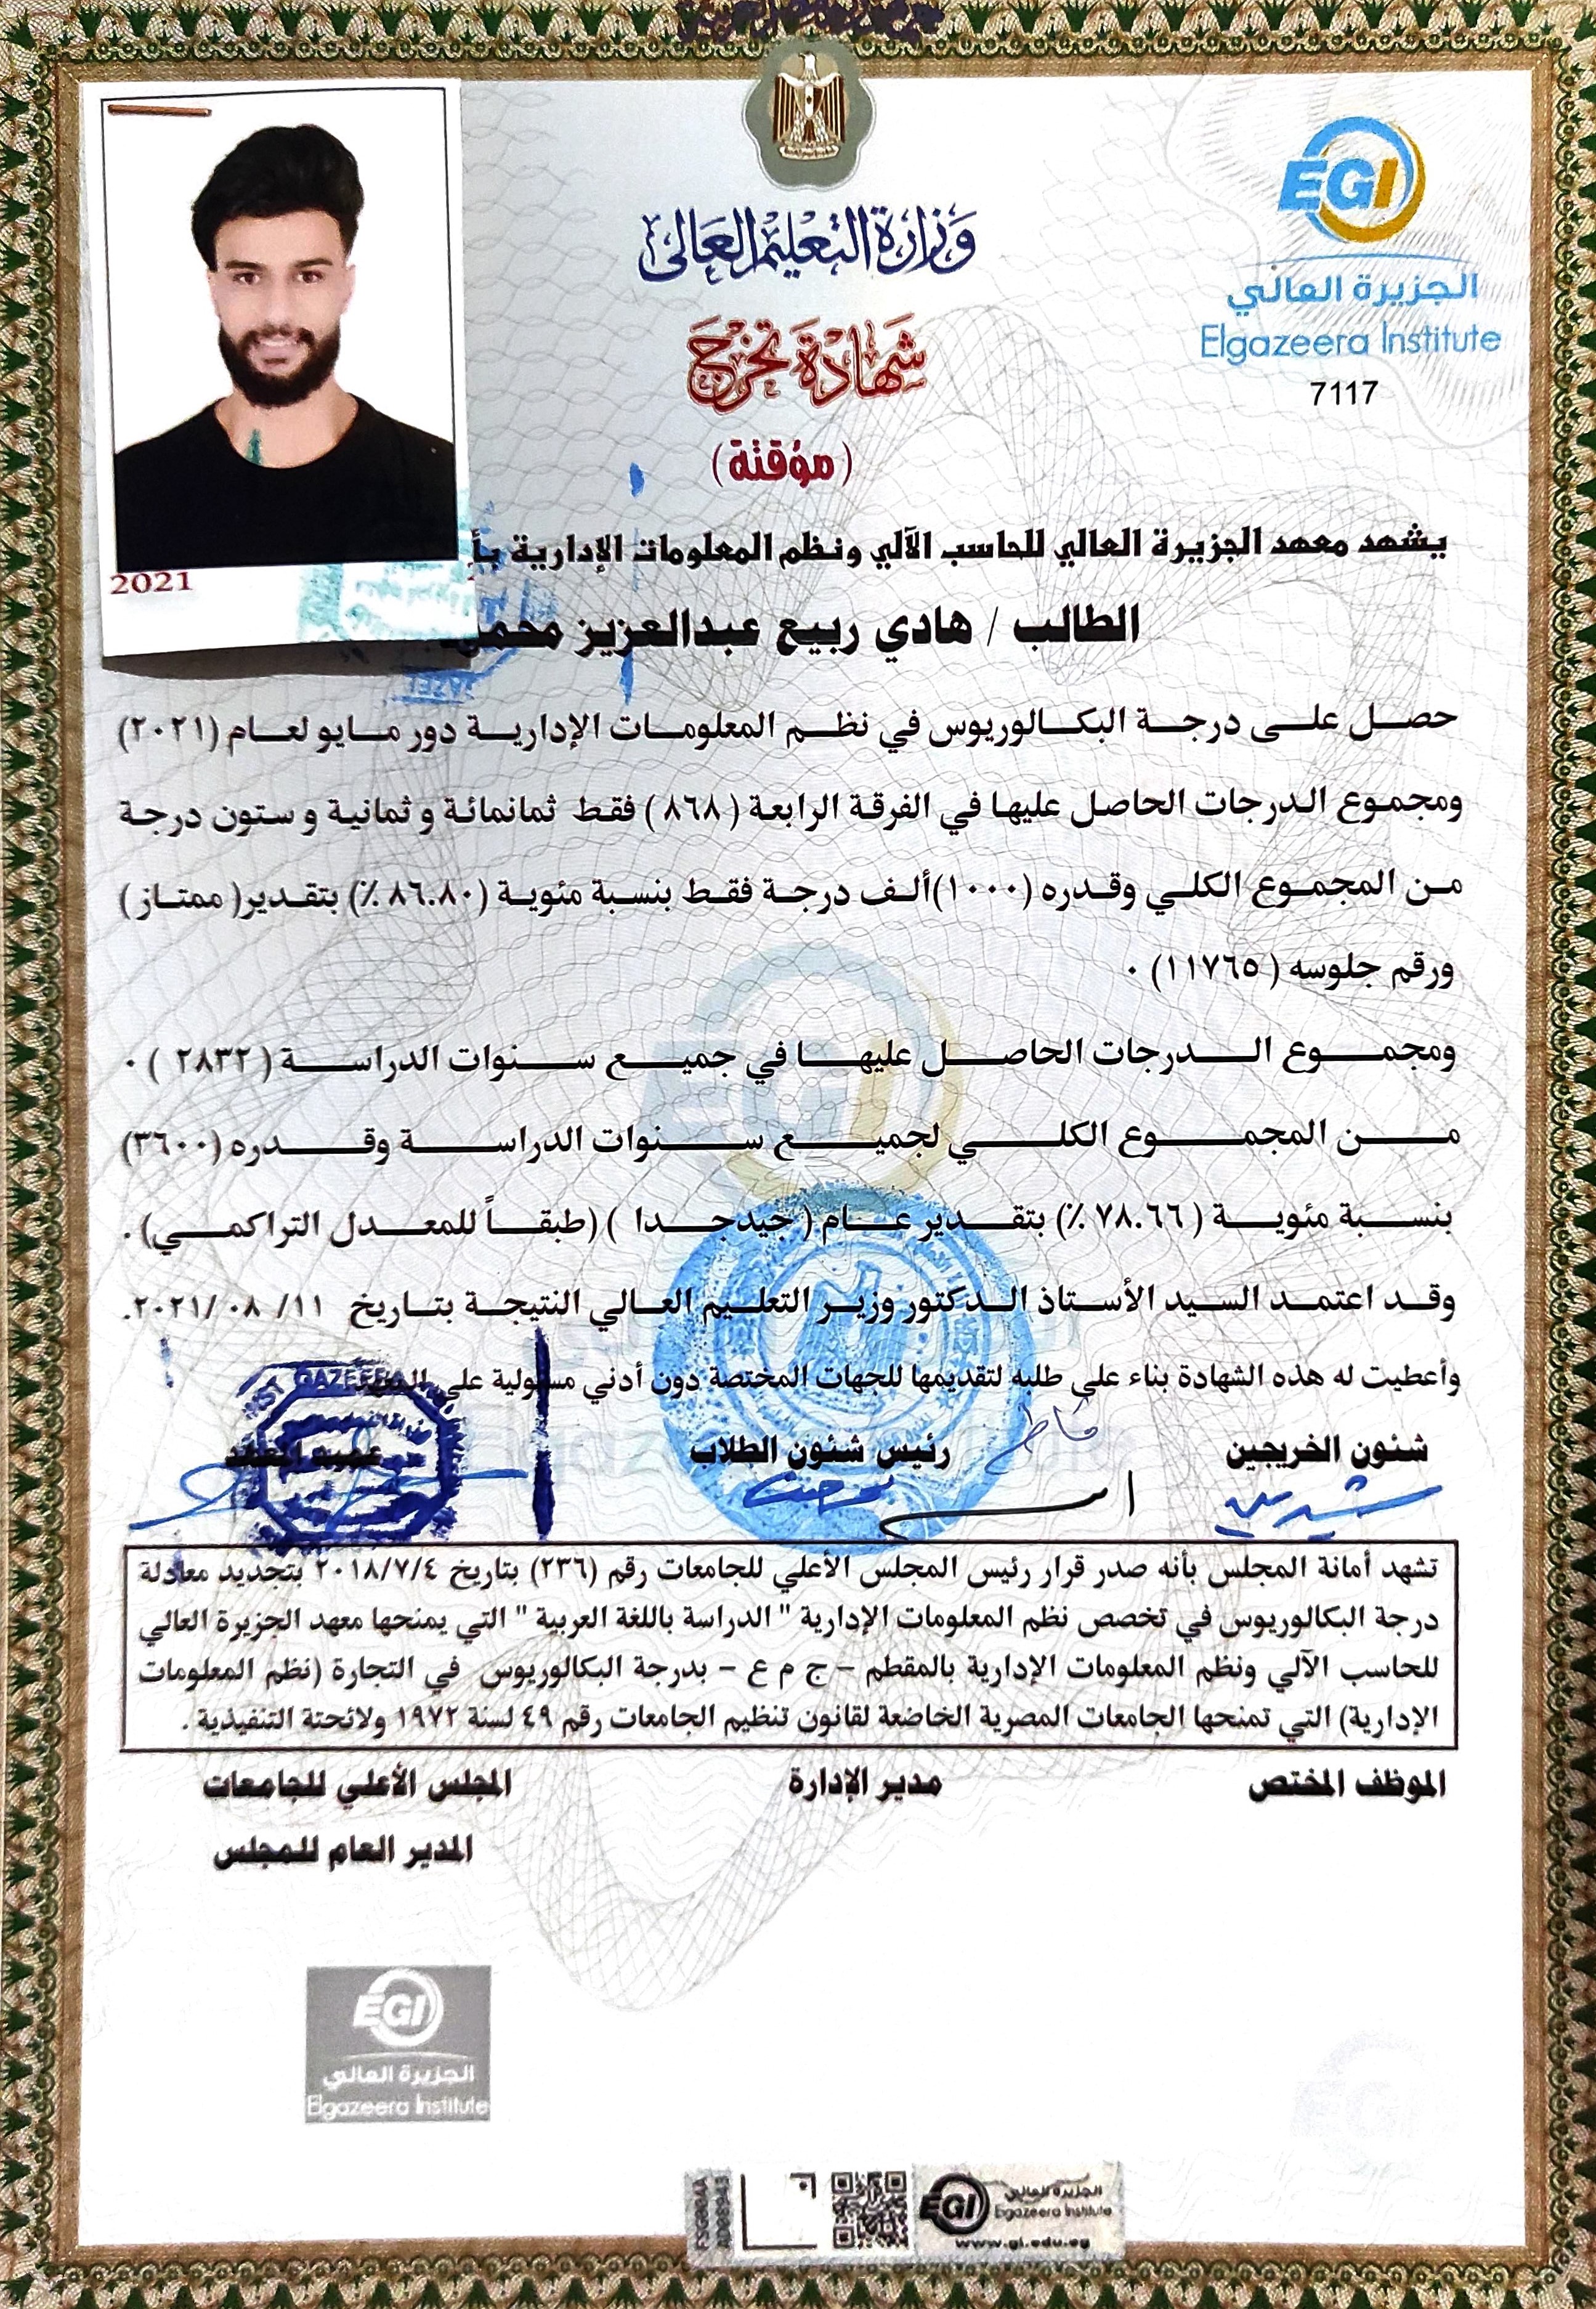 EGI
الجزيرة العالي
Elgazeera Institute
7117
وزارة التعليم العالى
شهادة تخرج
(مؤقتة)
2021
يشهد معهد الجزيرة العالي للحاسب الآلي ونظم المعلومات الإدارية
الطالب / هادي ربيع عبدالعزيز
حصل على درجة البكالوريوس في نظم المعلومات الإدارية دور مايو لعام (٢٠٢١)
ومجموع الدرجات الحاصل عليها في الفرقة الرابعة (٨٦٨) فقط ثمانمائة و ثمانية و ستون درجة
من المجموع الكلي وقدره (١٠٠٠) ألف درجة فقط بنسبة مئوية (٨٦.٨٠ ٪) بتقدير( ممتاز )
ورقم جلوسه ( ١١٧٦٥) ٠
ومجموع الدرجات الحاصل عليها في جميع سنوات الدراسة ( ٢٨٣٢ ) ٠
من المجموع الكلي لجميع سنوات الدراسة وقدره (٣٦٠٠)
بنسبة مئوية ( ٧٨.٦٦ ٪) بتقدير عام ( جيدجدا ) (طبقاً للمعدل التراكمي) .
وقد اعتمد السيد الأستاذ الدكتور وزير التعليم العالي النتيجة بتاريخ ١١/ ٠٨ /٢٠٢١.
وأعطيت له هذه الشهادة بناء على طلبه لتقديمها للجهات المختصة دون أدني مسئولية على المعهد
شئون الخريجين
رئيس شئون الطلاب
عميد المعهد
تشهد أمانة المجلس بأنه صدر قرار رئيس المجلس الأعلي للجامعات رقم (٢٣٦) بتاريخ ٢٠١٨/٧/٤ بتجديد معادلة
درجة البكالوريوس في تخصص نظم المعلومات الإدارية " الدراسة باللغة العربية " التي يمنحها معهد الجزيرة العالي
للحاسب الآلي ونظم المعلومات الإدارية بالمقطم – ج م ع – بدرجة البكالوريوس في التجارة (نظم المعلومات
الإدارية) التي تمنحها الجامعات المصرية الخاضعة لقانون تنظيم الجامعات رقم ٤٩ لسنة ١٩٧٢ ولائحتة التنفيذية .
الموظف المختص
مدير الإدارة
المجلس الأعلي للجامعات
المدير العام للمجلس
EGI
الجزيرة العالي
Elgazeera Institute
EGI
الجزيرة العالي
Elgazeera Institute
www.gi.edu.eg